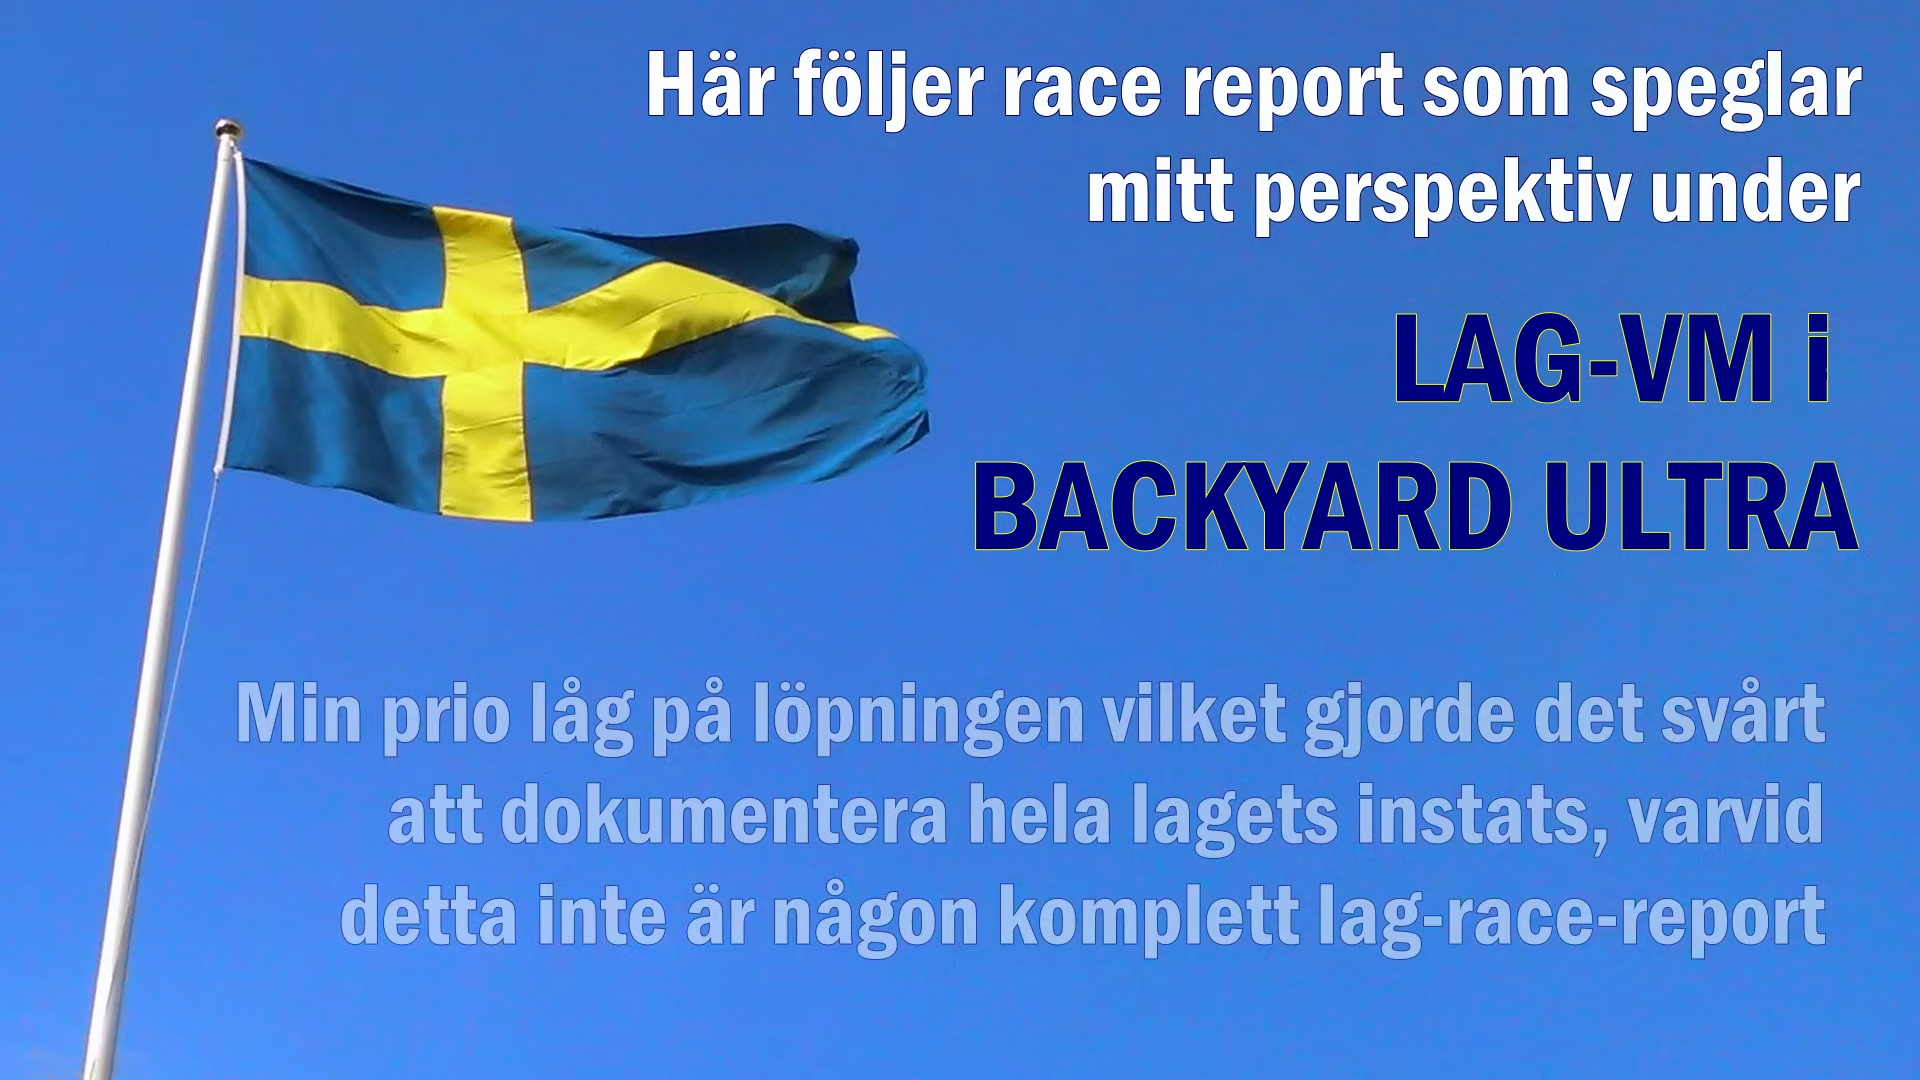 Här följer race report som speglar
mitt perspektiv under
LAG-VM i
BACKYARD ULTRA
Min prio låg på löpningen vilket gjorde det svårt
att dokumentera hela lagets instats, varvid
detta inte är någon komplett lag-race-report